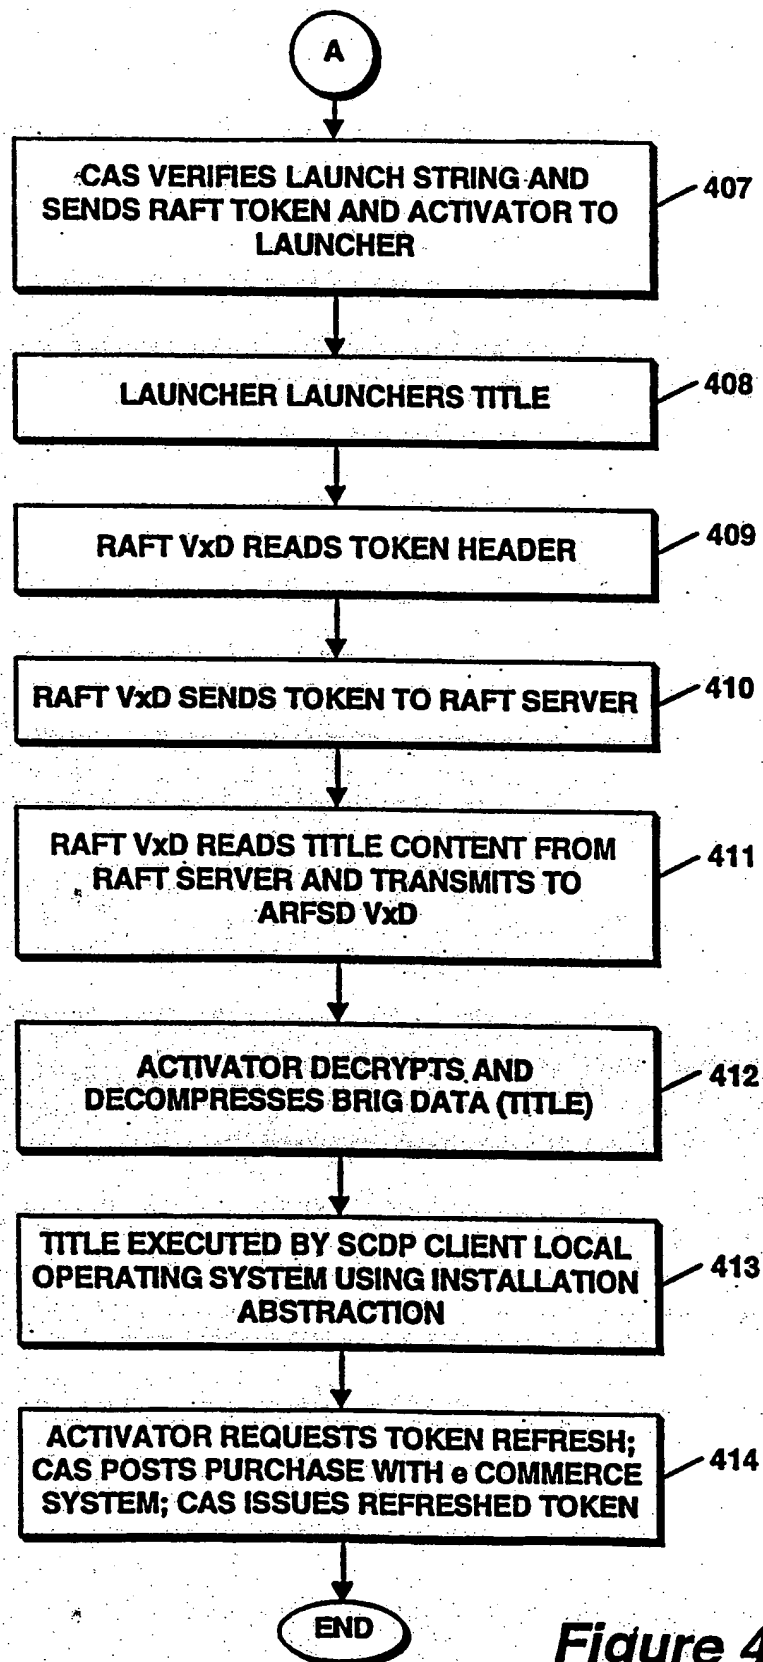 A
CAS VERIFIES LAUNCH STRING AND
SENDS RAFT TOKEN AND ACTIVATOR TO
LAUNCHER
407
LAUNCHER LAUNCHERS TITLE
408
RAFT VxD READS TOKEN HEADER
409
RAFT VxD SENDS TOKEN TO RAFT SERVER
410
RAFT VxD READS TITLE CONTENT FROM
RAFT SERVER AND TRANSMITS TO
ARFSD VxD
411
ACTIVATOR DECRYPTS AND
DECOMPRESSES BRIG DATA (TITLE)
412
TITLE EXECUTED BY SCDP CLIENT LOCAL
OPERATING SYSTEM USING INSTALLATION
ABSTRACTION
413
ACTIVATOR REQUESTS TOKEN REFRESH;
CAS POSTS PURCHASE WITH e COMMERCE
SYSTEM; CAS ISSUES REFRESHED TOKEN
414
END
Figure 4